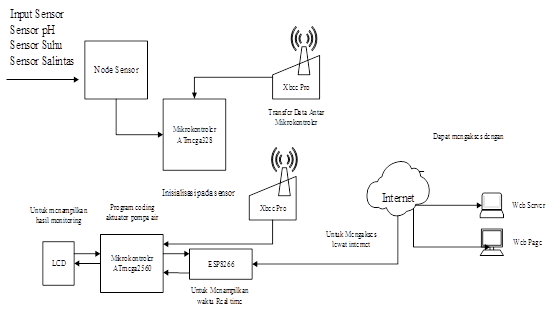 Input Sensor
Sensor pH
Sensor Suhu
Sensor Salintas
Node Sensor
Xbee Pro
Mikrokontroler
ATmega328
Transfer Data Antar
Mikrokontroler
Dapat mengakses dengan
Inisialisasi pada sensor
Xbee Pro
Internet
Web Server
Web Page
Untuk menampilkan
hasil monitoring
Program coding
aktuator pompa air
LCD
Mikrokontroler
ATmega2560
ESP8266
Untuk Mengakses
lewat internet
Untuk Menampilkan
waktu Real time